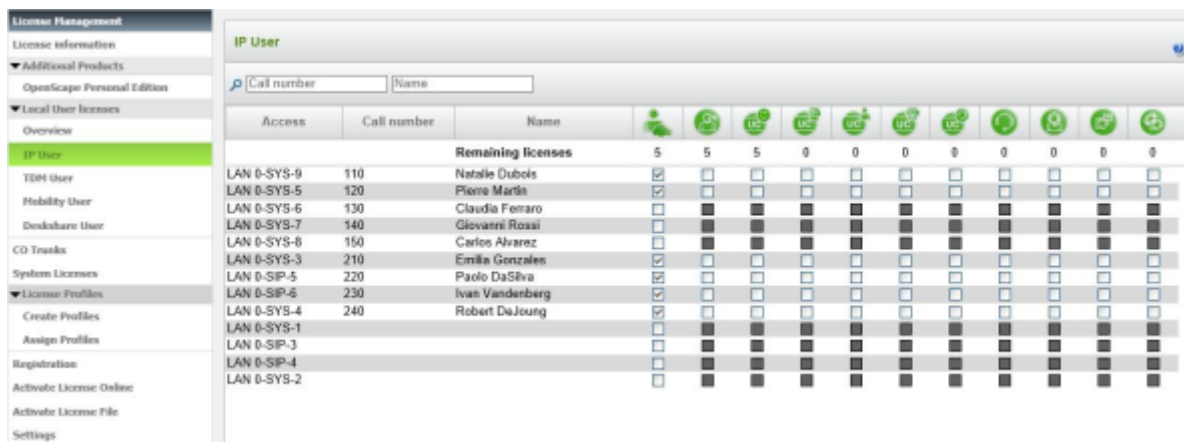 License Management
License information
Additional Products
OpenScape Personal Edition
Local User licenses
Overview
IP User
TDM User
Mobility User
Deskshare User
CO Trunks
System Licenses
License Profiles
Create Profiles
Assign Profiles
Registration
Activate License Online
Activate License File
Settings
IP User
Call number Name
Access Call number Name UC UC UC UC UC
Remaining licenses 5 5 5 0 0 0 0 0 0 0 0
LAN 0-SYS-9 110 Natalie Dubois
LAN 0-SYS-5 120 Pierre Martin
LAN 0-SYS-6 130 Claudia Ferraro
LAN 0-SYS-7 140 Giovanni Rossi
LAN 0-SYS-8 150 Carlos Alvarez
LAN 0-SYS-3 210 Emilia Gonzales
LAN 0-SIP-5 220 Paolo DaSilva
LAN 0-SIP-6 230 Ivan Vandenberg
LAN 0-SYS-4 240 Robert DeJoung
LAN 0-SYS-1
LAN 0-SIP-3
LAN 0-SIP-4
LAN 0-SYS-2